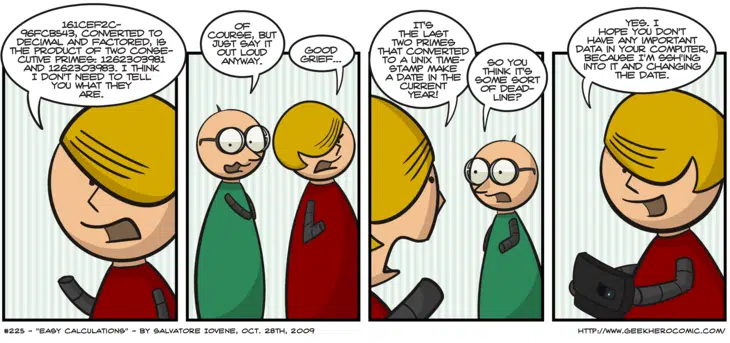 161CEF2C-
96FCB543, CONVERTED TO
DECIMAL AND FACTORED, IS
THE PRODUCT OF TWO CONSE-
CUTIVE PRIMES: 1262303981
AND 1262303983. I THINK
I DON'T NEED TO TELL
YOU WHAT THEY
ARE.
OF
COURSE, BUT
JUST SAY IT
OUT LOUD
ANYWAY.
GOOD
GRIEF...
IT'S
THE LAST
TWO PRIMES
THAT CONVERTED
TO A UNIX TIME-
STAMP MAKE
A DATE IN THE
CURRENT
YEAR!
SO YOU
THINK IT'S
SOME SORT
OF DEAD-
LINE?
YES. I
HOPE YOU DON'T
HAVE ANY IMPORTANT
DATA IN YOUR COMPUTER,
BECAUSE I'M SSH'ING
INTO IT AND CHANGING
THE DATE.
#225 - "EASY CALCULATIONS" - BY SALVATORE IOVENE, OCT. 28TH, 2009
HTTP://WWW.GEEKHEROCOMIC.COM/